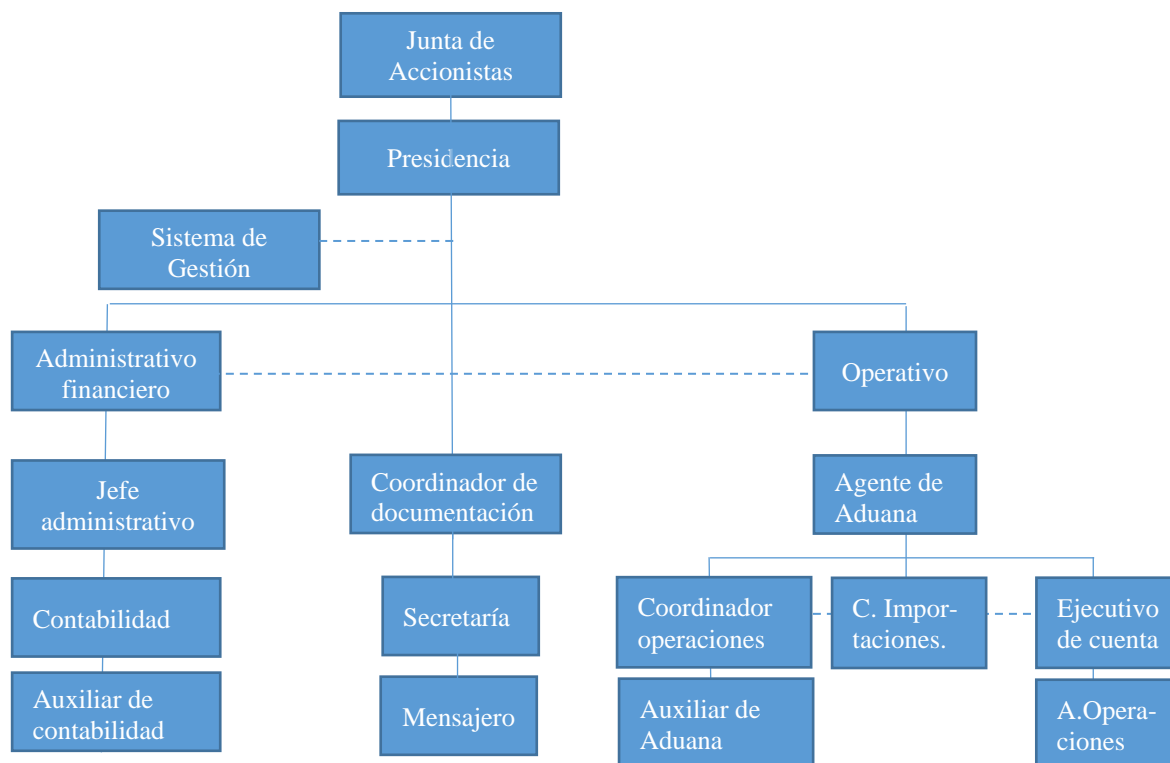 Junta de
Accionistas
Presidencia
Sistema de
Gestión
Administrativo
financiero
Operativo
Jefe
administrativo
Coordinador de
documentación
Agente de
Aduana
Contabilidad
Secretaría
Coordinador
operaciones
C. Impor-
taciones.
Ejecutivo
de cuenta
Auxiliar de
contabilidad
Mensajero
Auxiliar de
Aduana
A.Opera-
ciones